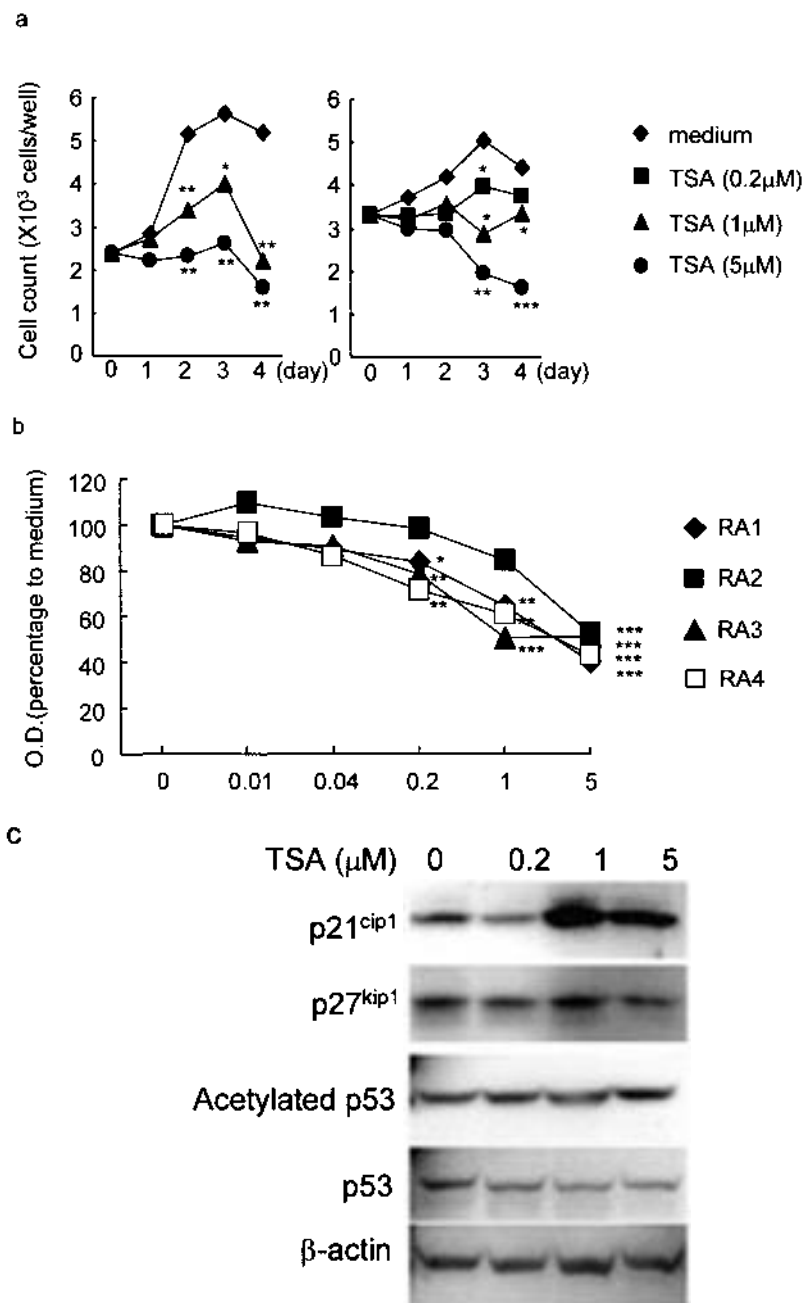 a
Cell count (X10³ cells/well)
6
5
4
3
2
1
0
** * **
** ** **
0 1 2 3 4 (day)
6
5
4
3
2
1
0
* * *
** ***
0 1 2 3 4 (day)
medium
TSA (0.2μM)
TSA (1μM)
TSA (5μM)
b
O.D.(percentage to medium)
120
100
80
60
40
20
0
*
**
**
**
**
***
***
***
***
***
0 0.01 0.04 0.2 1 5
RA1
RA2
RA3
RA4
c
TSA (μM) 0 0.2 1 5
p21cip1
p27kip1
Acetylated p53
p53
β-actin